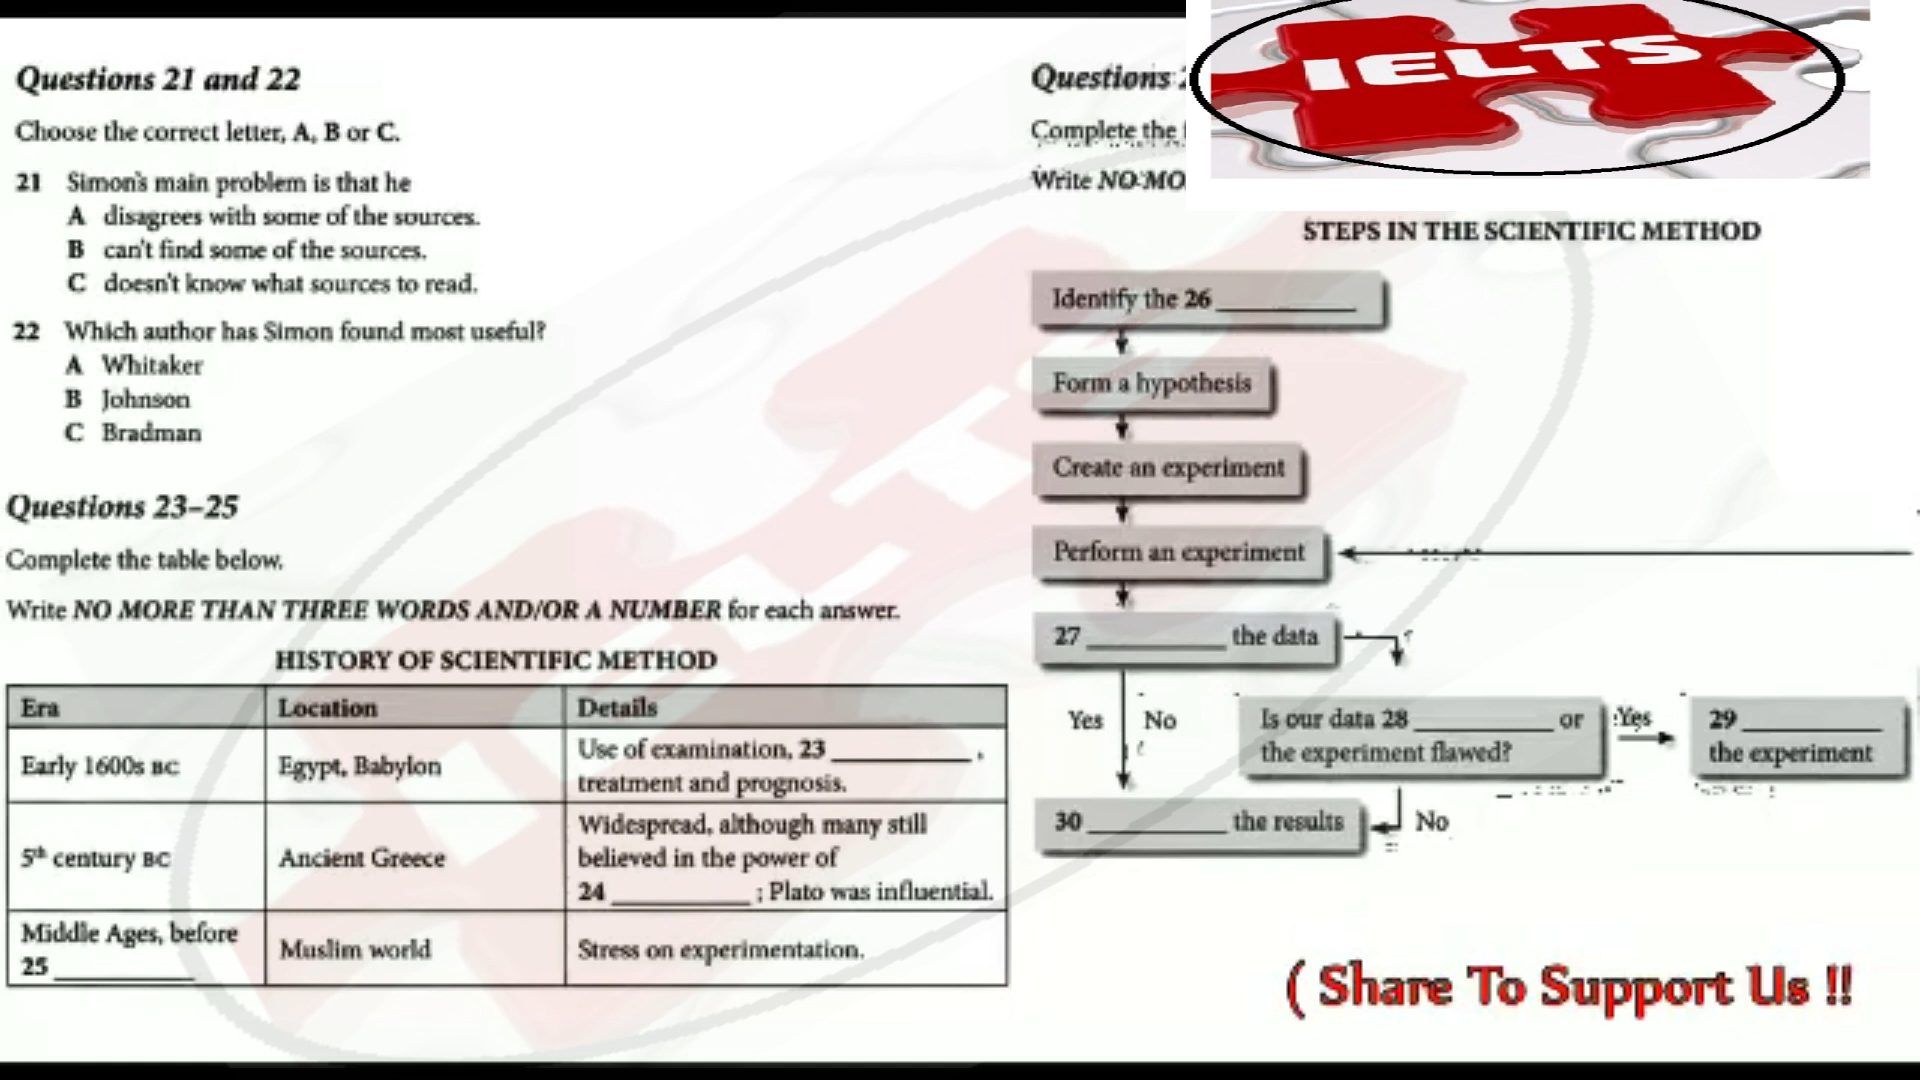 Questions 21 and 22
Choose the correct letter, A, B or C.
21 Simon's main problem is that he
A disagrees with some of the sources.
B can't find some of the sources.
C doesn't know what sources to read.
22 Which author has Simon found most useful?
A Whitaker
B Johnson
C Bradman
Questions 23–25
Complete the table below.
Write NO MORE THAN THREE WORDS AND/OR A NUMBER for each answer.
HISTORY OF SCIENTIFIC METHOD
Era Location Details
Early 1600s BC Egypt, Babylon Use of examination, 23 __________ ,
treatment and prognosis.
5th century BC Ancient Greece Widespread, although many still
believed in the power of
24 __________ ; Plato was influential.
Middle Ages, before
25 __________
Muslim world Stress on experimentation.
IELTS
Questions
Complete the
Write NO MO
STEPS IN THE SCIENTIFIC METHOD
Identify the 26 __________
Form a hypothesis
Create an experiment
Perform an experiment
27 __________ the data
Yes No
Is our data 28 __________ or
the experiment flawed?
Yes
29 __________
the experiment
30 __________ the results
No
( Share To Support Us !!